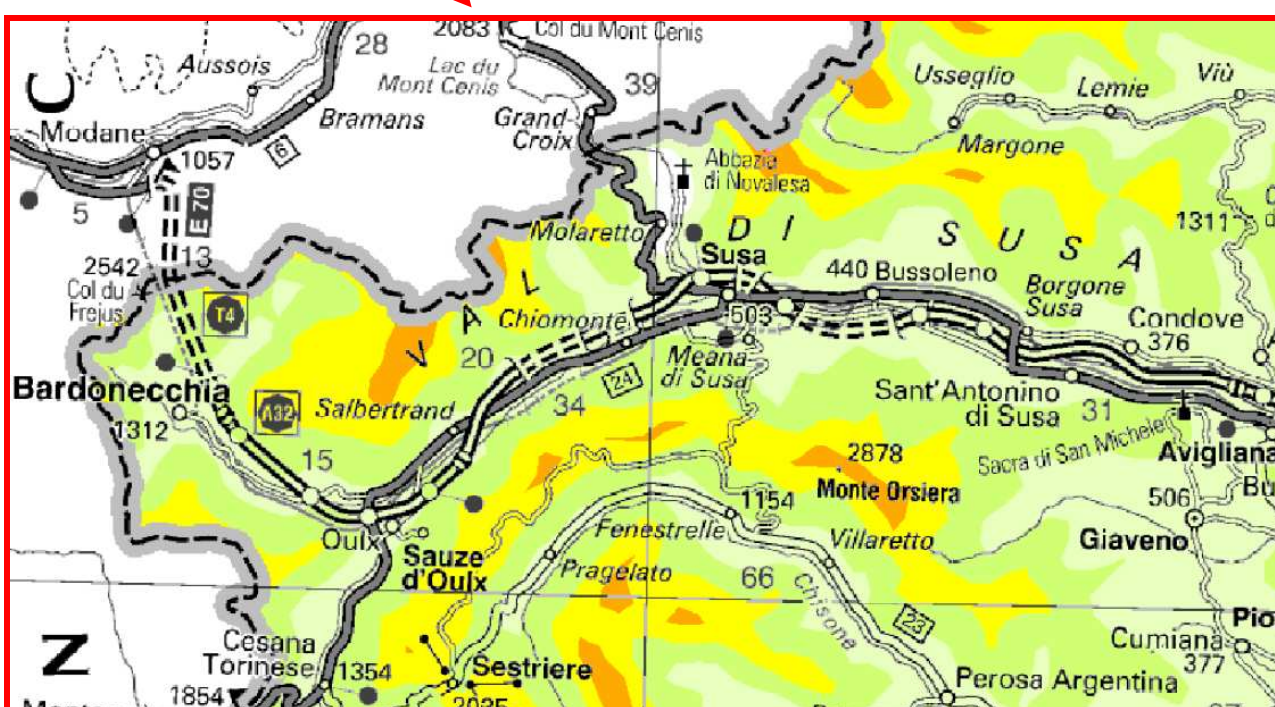 2083
Col du Mont Cenis
28
Aussois
Lac du
Mont Cenis
39
Usseglio
Lemie
Viù
C
Modane
Bramans
Grand-
Croix
6
1057
Margone
Abbazia
di Novalesa
E 70
5
13
Molaretto
1311
D I
S U S A
2542
Col du
Frejus
Susa
440 Bussoleno
T4
V A L
Chiomonte
503
Borgone
Susa
Condove
376
20
Meana
di Susa
24
Bardonecchia
A32
Salbertrand
34
Sant'Antonino
di Susa
31
1312
15
2878
Monte Orsiera
Sacra di San Michele
Avigliana
1154
506
Bu
Oulx
Sauze
d'Oulx
Fenestrelle
Villaretto
Giaveno
Pragelato
66
Chisone
23
Pio
N
Cesana
Torinese
1354
Sestriere
Cumiana
377
1854
2035
Perosa Argentina